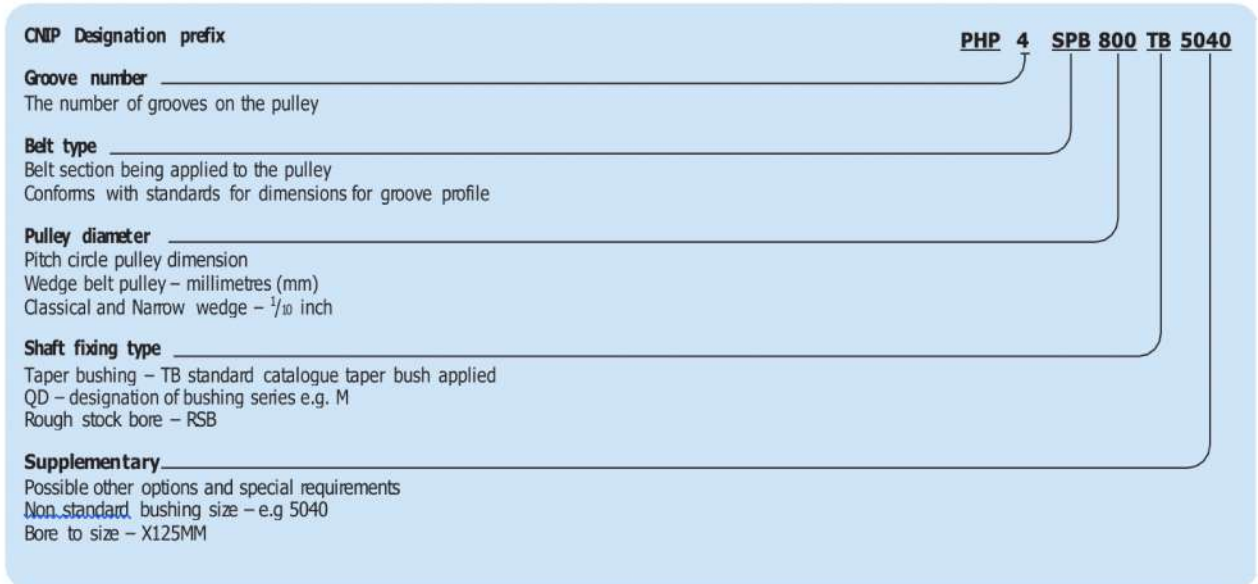 CNIP Designation prefix
PHP 4 SPB 800 TB 5040
Groove number
The number of grooves on the pulley
Belt type
Belt section being applied to the pulley
Conforms with standards for dimensions for groove profile
Pulley diameter
Pitch circle pulley dimension
Wedge belt pulley – millimetres (mm)
Classical and Narrow wedge – 1/10 inch
Shaft fixing type
Taper bushing – TB standard catalogue taper bush applied
QD – designation of bushing series e.g. M
Rough stock bore – RSB
Supplementary
Possible other options and special requirements
Non standard bushing size – e.g 5040
Bore to size – X125MM